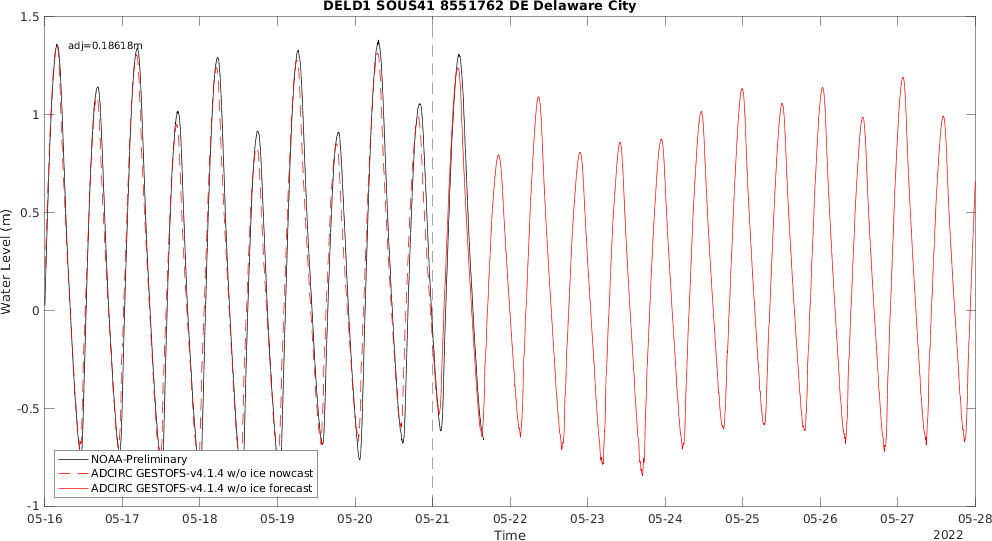 DELD1 SOUS41 8551762 DE Delaware City
adj=0.18618m
1.5
1
0.5
0
-0.5
-1
Water Level (m)
NOAA-Preliminary
ADCIRC GESTOFS-v4.1.4 w/o ice nowcast
ADCIRC GESTOFS-v4.1.4 w/o ice forecast
05-16 05-17 05-18 05-19 05-20 05-21 05-22 05-23 05-24 05-25 05-26 05-27 05-28
Time
2022